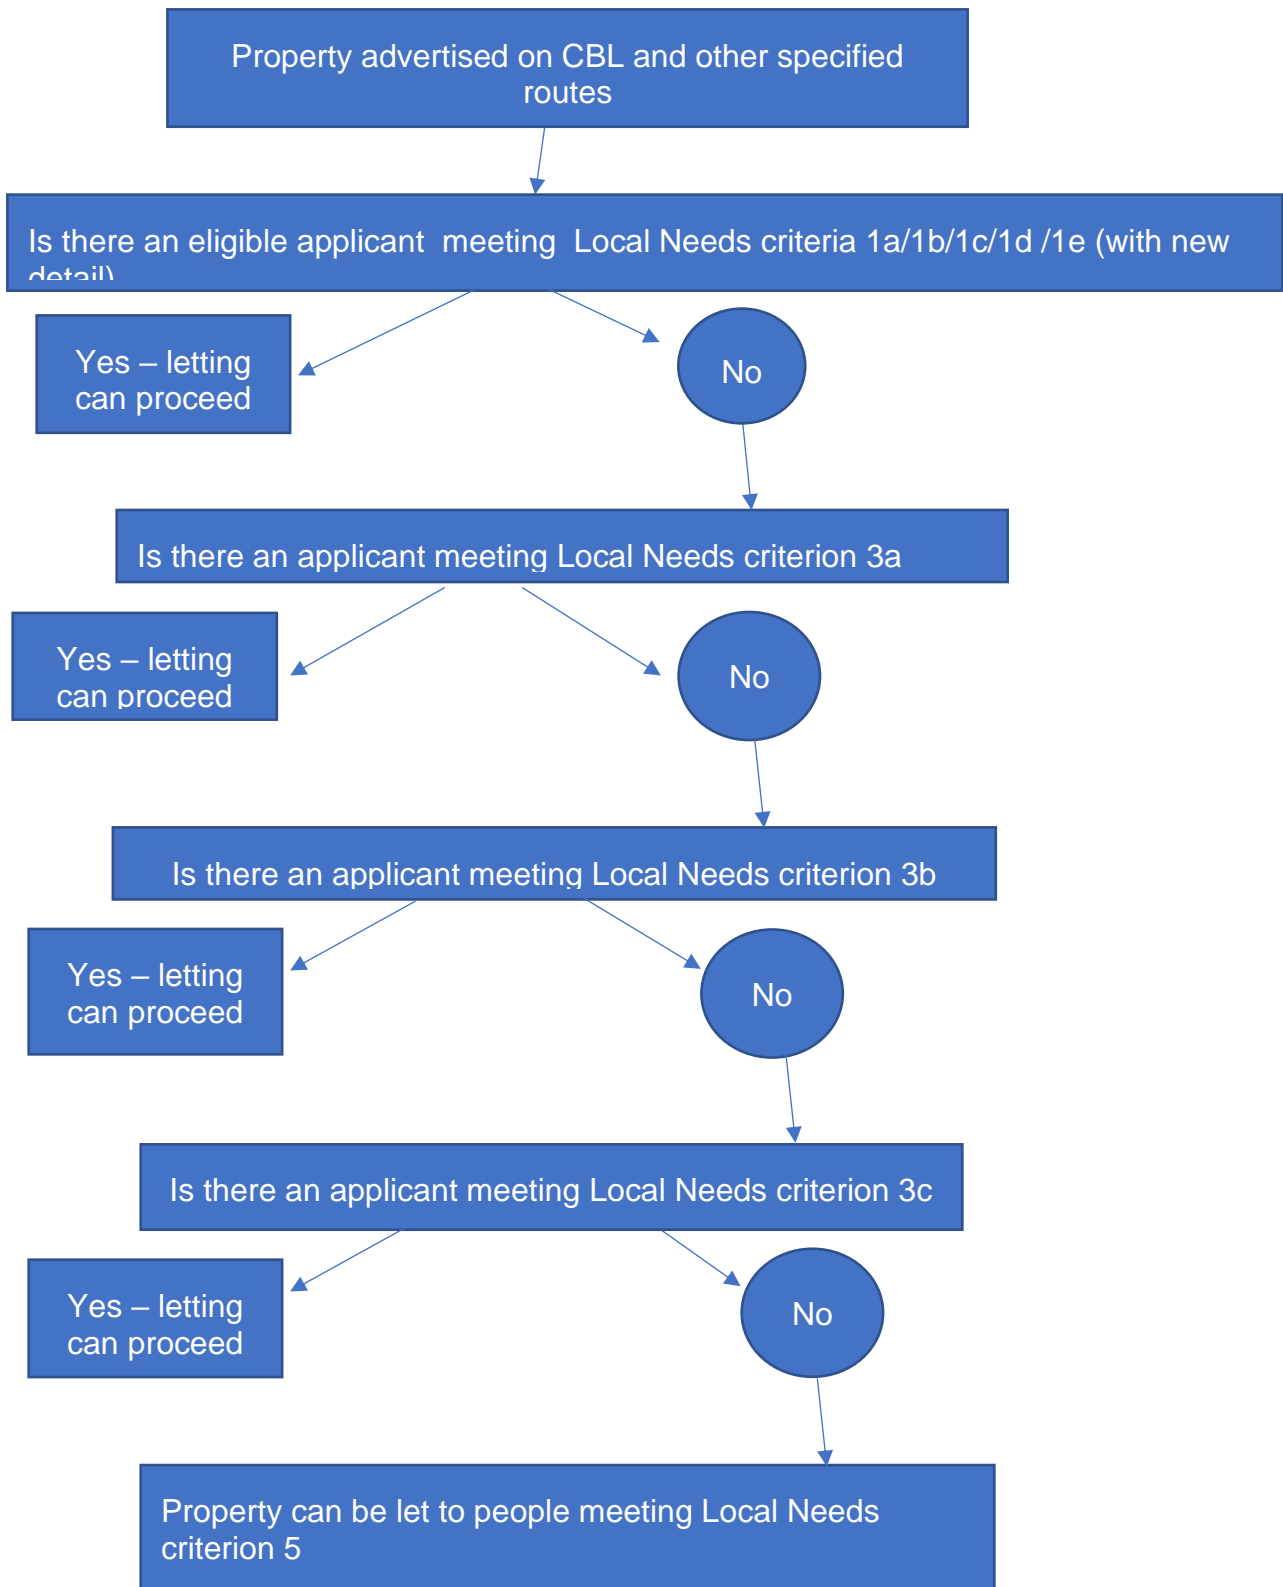 Property advertised on CBL and other specified
routes
Is there an eligible applicant meeting Local Needs criteria 1a/1b/1c/1d /1e (with new
detail)
Yes – letting
can proceed
No
Is there an applicant meeting Local Needs criterion 3a
Yes – letting
can proceed
No
Is there an applicant meeting Local Needs criterion 3b
Yes – letting
can proceed
No
Is there an applicant meeting Local Needs criterion 3c
Yes – letting
can proceed
No
Property can be let to people meeting Local Needs
criterion 5